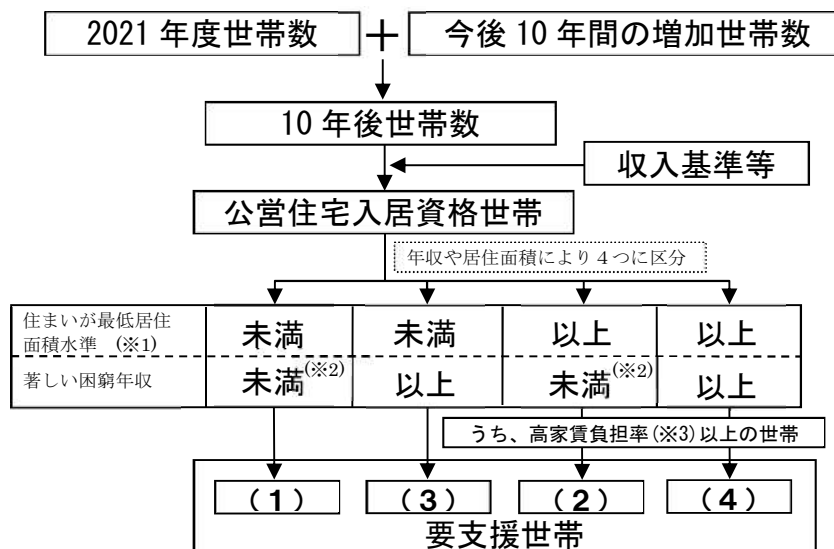 2021 年度世帯数
＋
今後 10 年間の増加世帯数
10 年後世帯数
収入基準等
公営住宅入居資格世帯
年収や居住面積により４つに区分
住まいが最低居住
面積水準 (※1)
未満 未満 以上 以上
著しい困窮年収
未満(※2) 以上 未満(※2) 以上
うち、高家賃負担率(※3)以上の世帯
（１） （３） （２） （４）
要支援世帯